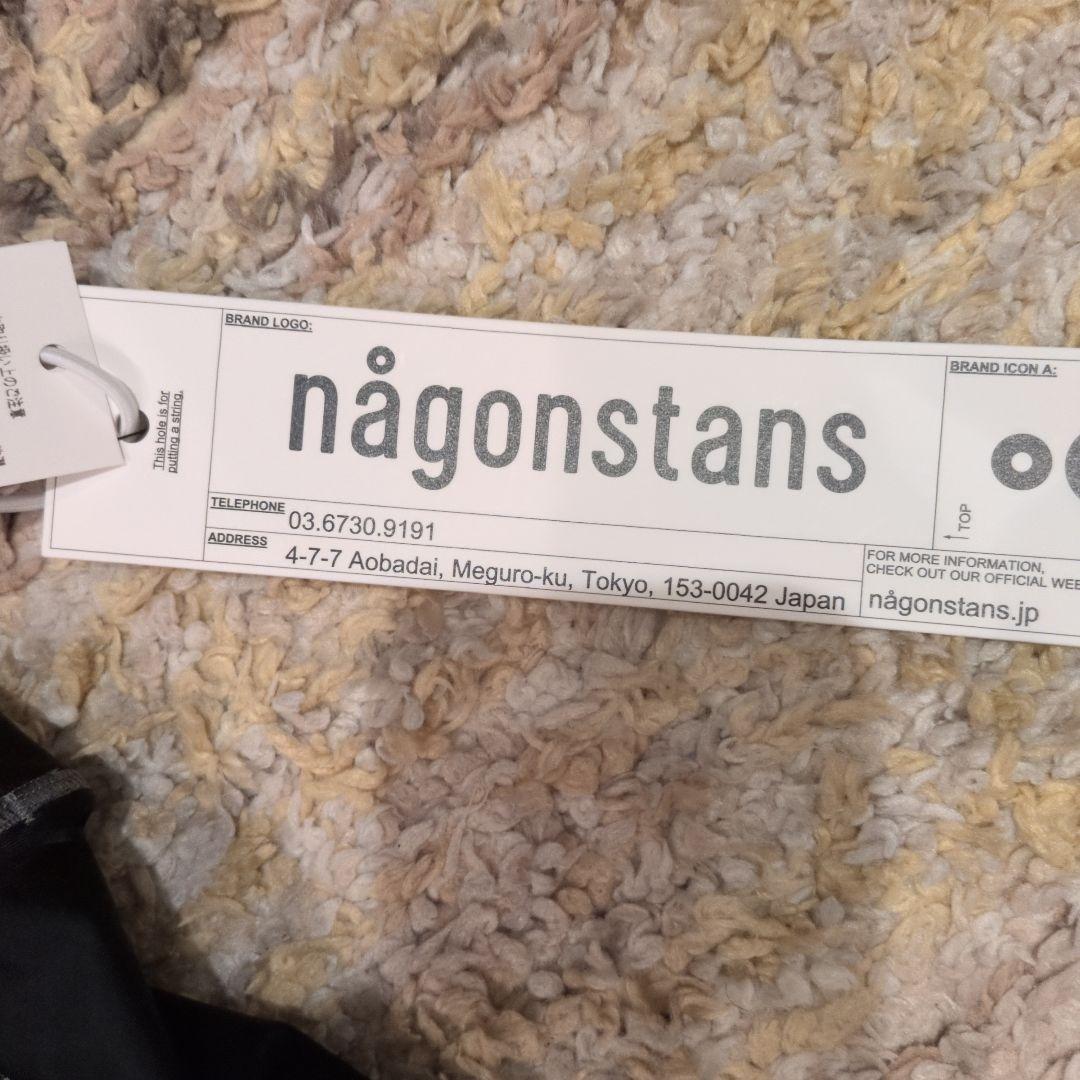 This hole is for
putting a string.
BRAND LOGO:
någonstans
TELEPHONE
03.6730.9191
ADDRESS
4-7-7 Aobadai, Meguro-ku, Tokyo, 153-0042 Japan
BRAND ICON A:
↑TOP
FOR MORE INFORMATION,
CHECK OUT OUR OFFICIAL WEB
någonstans.jp